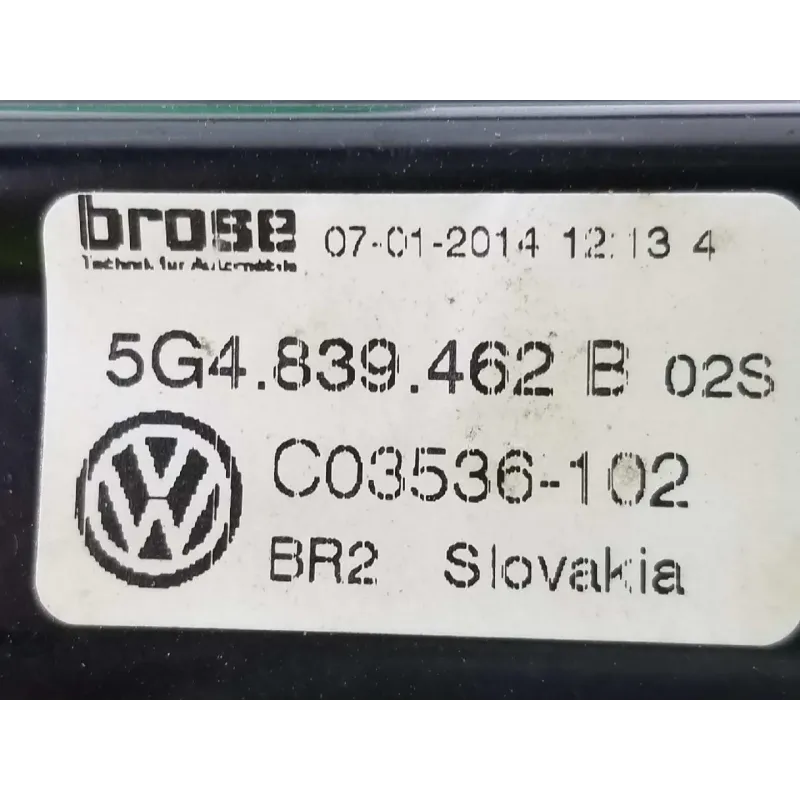 brose 07-01-2014 12:13 4
Technik für Automobile
5G4.839.462 B 02S
C03536-102
BR2 Slovakia